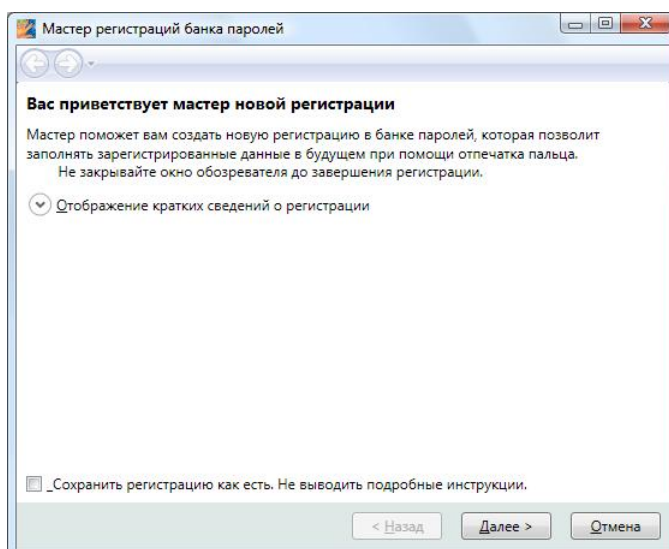 Мастер регистраций банка паролей
Вас приветствует мастер новой регистрации
Мастер поможет вам создать новую регистрацию в банке паролей, которая позволит
заполнять зарегистрированные данные в будущем при помощи отпечатка пальца.
Не закрывайте окно обозревателя до завершения регистрации.
Отображение кратких сведений о регистрации
_Сохранить регистрацию как есть. Не выводить подробные инструкции.
< Назад
Далее >
Отмена